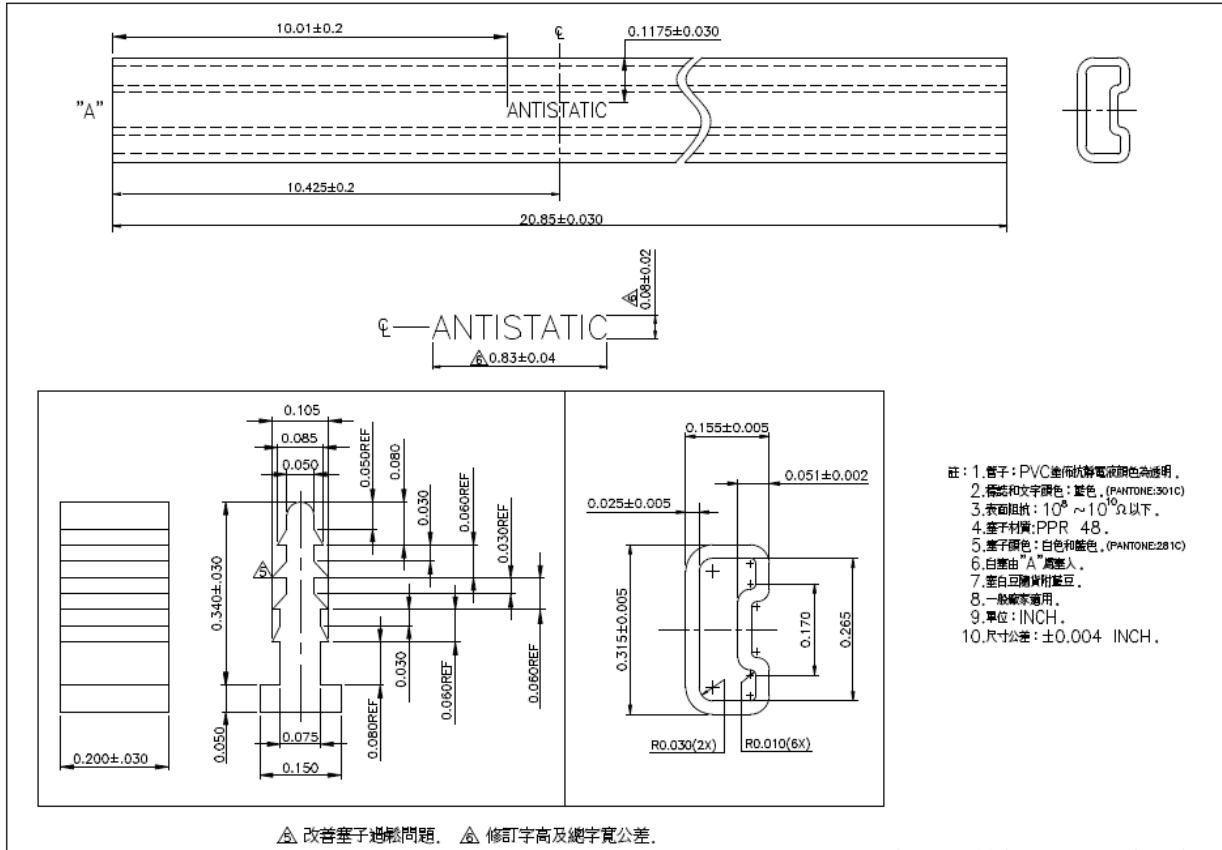 10.01±0.2
℄
0.1175±0.030
"A"
ANTISTATIC
10.425±0.2
20.85±0.030
℄
ANTISTATIC
6
0.08±0.02
6 0.83±0.04
0.105
0.085
0.050
0.050REF
0.080
0.030
0.060REF
0.030REF
5
0.340±.030
0.050
0.200±.030
0.075
0.150
0.080REF
0.030
0.060REF
0.060REF
0.155±0.005
0.051±0.002
0.025±0.005
0.315±0.005
0.170
0.265
R0.030(2X)
R0.010(6X)
註：1.管子：PVC塗佈抗靜電液顏色為透明．
2.標誌和文字顏色：藍色．(PANTONE:301C)
3.表面阻抗：10⁸ ~10¹⁰Ω以下．
4.塞子材質:PPR 48．
5.塞子顏色：白色和藍色．(PANTONE:281C)
6.白塞由"A"處塞入．
7.塞白豆隨貨附藍豆．
8.一般廠家適用．
9.單位：INCH．
10.尺寸公差：±0.004 INCH．
5 改善塞子過鬆問題． 6 修訂字高及總字寬公差．